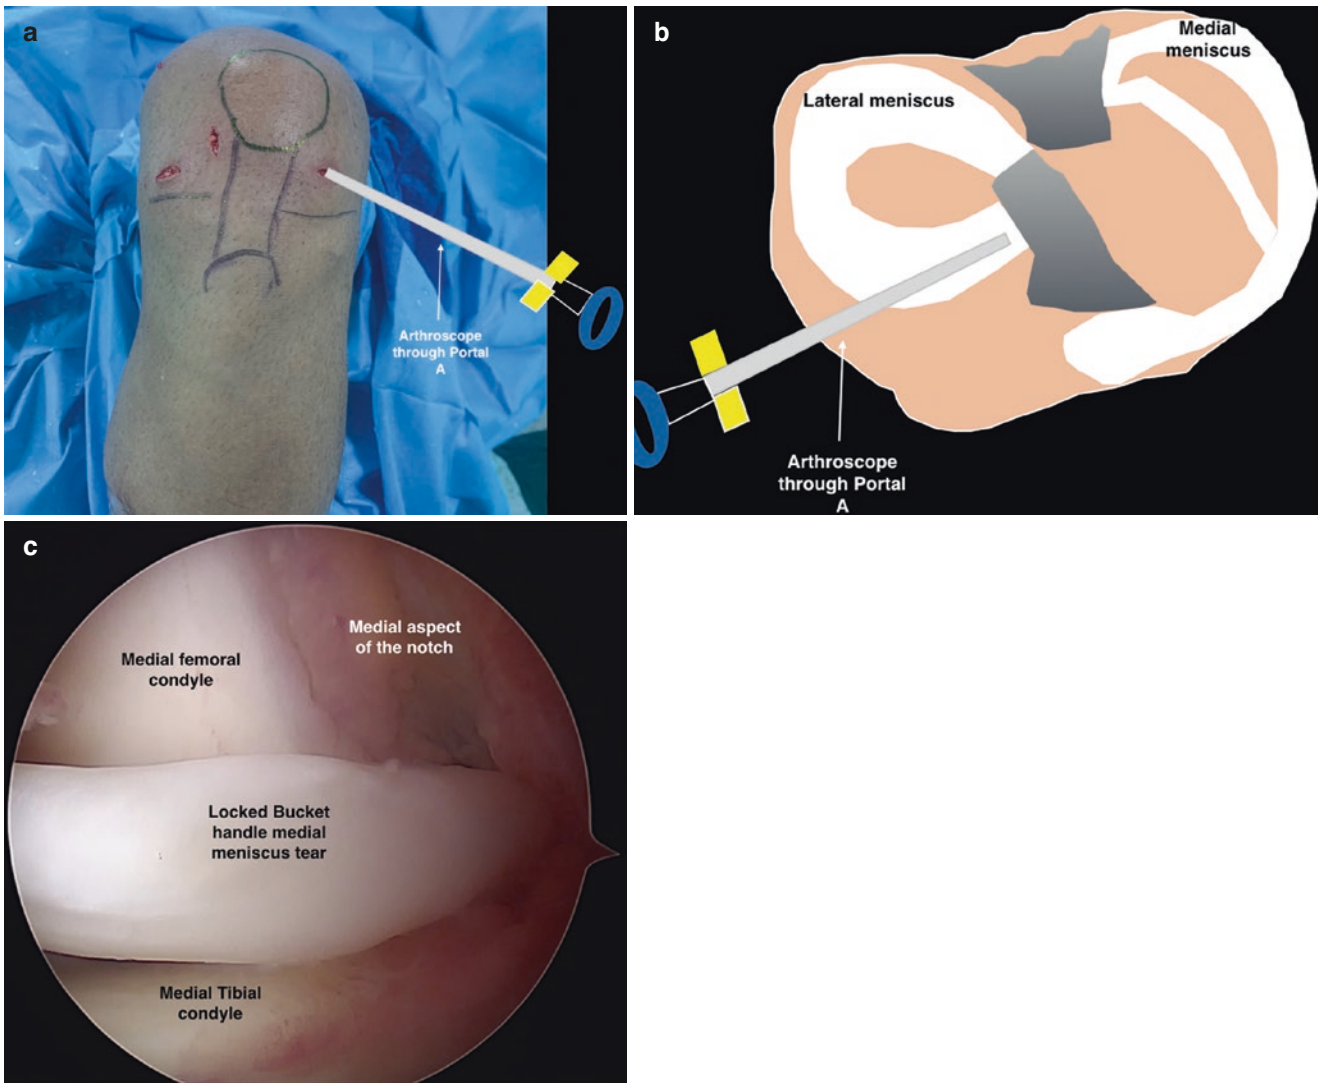 a
Arthroscope
through Portal
A
b
Medial
meniscus
Lateral meniscus
Arthroscope
through Portal
A
c
Medial aspect
of the notch
Medial femoral
condyle
Locked Bucket
handle medial
meniscus tear
Medial Tibial
condyle